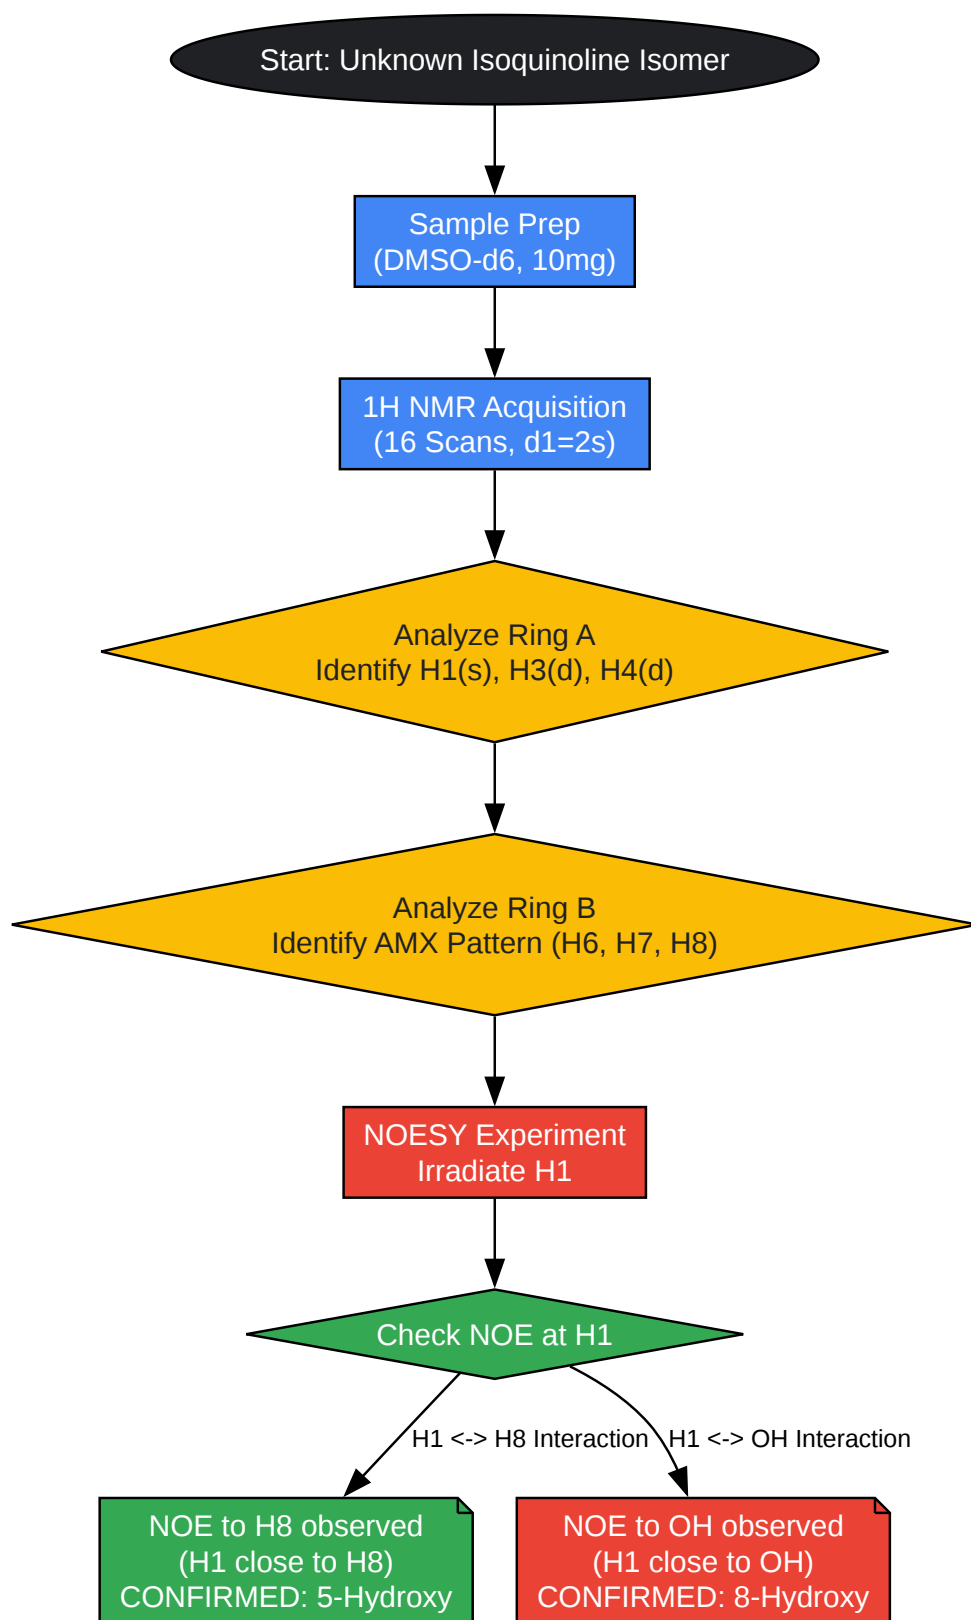 Start: Unknown Isoquinoline Isomer
Sample Prep
(DMSO-d6, 10mg)
1H NMR Acquisition
(16 Scans, d1=2s)
Analyze Ring A
Identify H1(s), H3(d), H4(d)
Analyze Ring B
Identify AMX Pattern (H6, H7, H8)
NOESY Experiment
Irradiate H1
Check NOE at H1
H1 <-> H8 Interaction
H1 <-> OH Interaction
NOE to H8 observed
(H1 close to H8)
CONFIRMED: 5-Hydroxy
NOE to OH observed
(H1 close to OH)
CONFIRMED: 8-Hydroxy